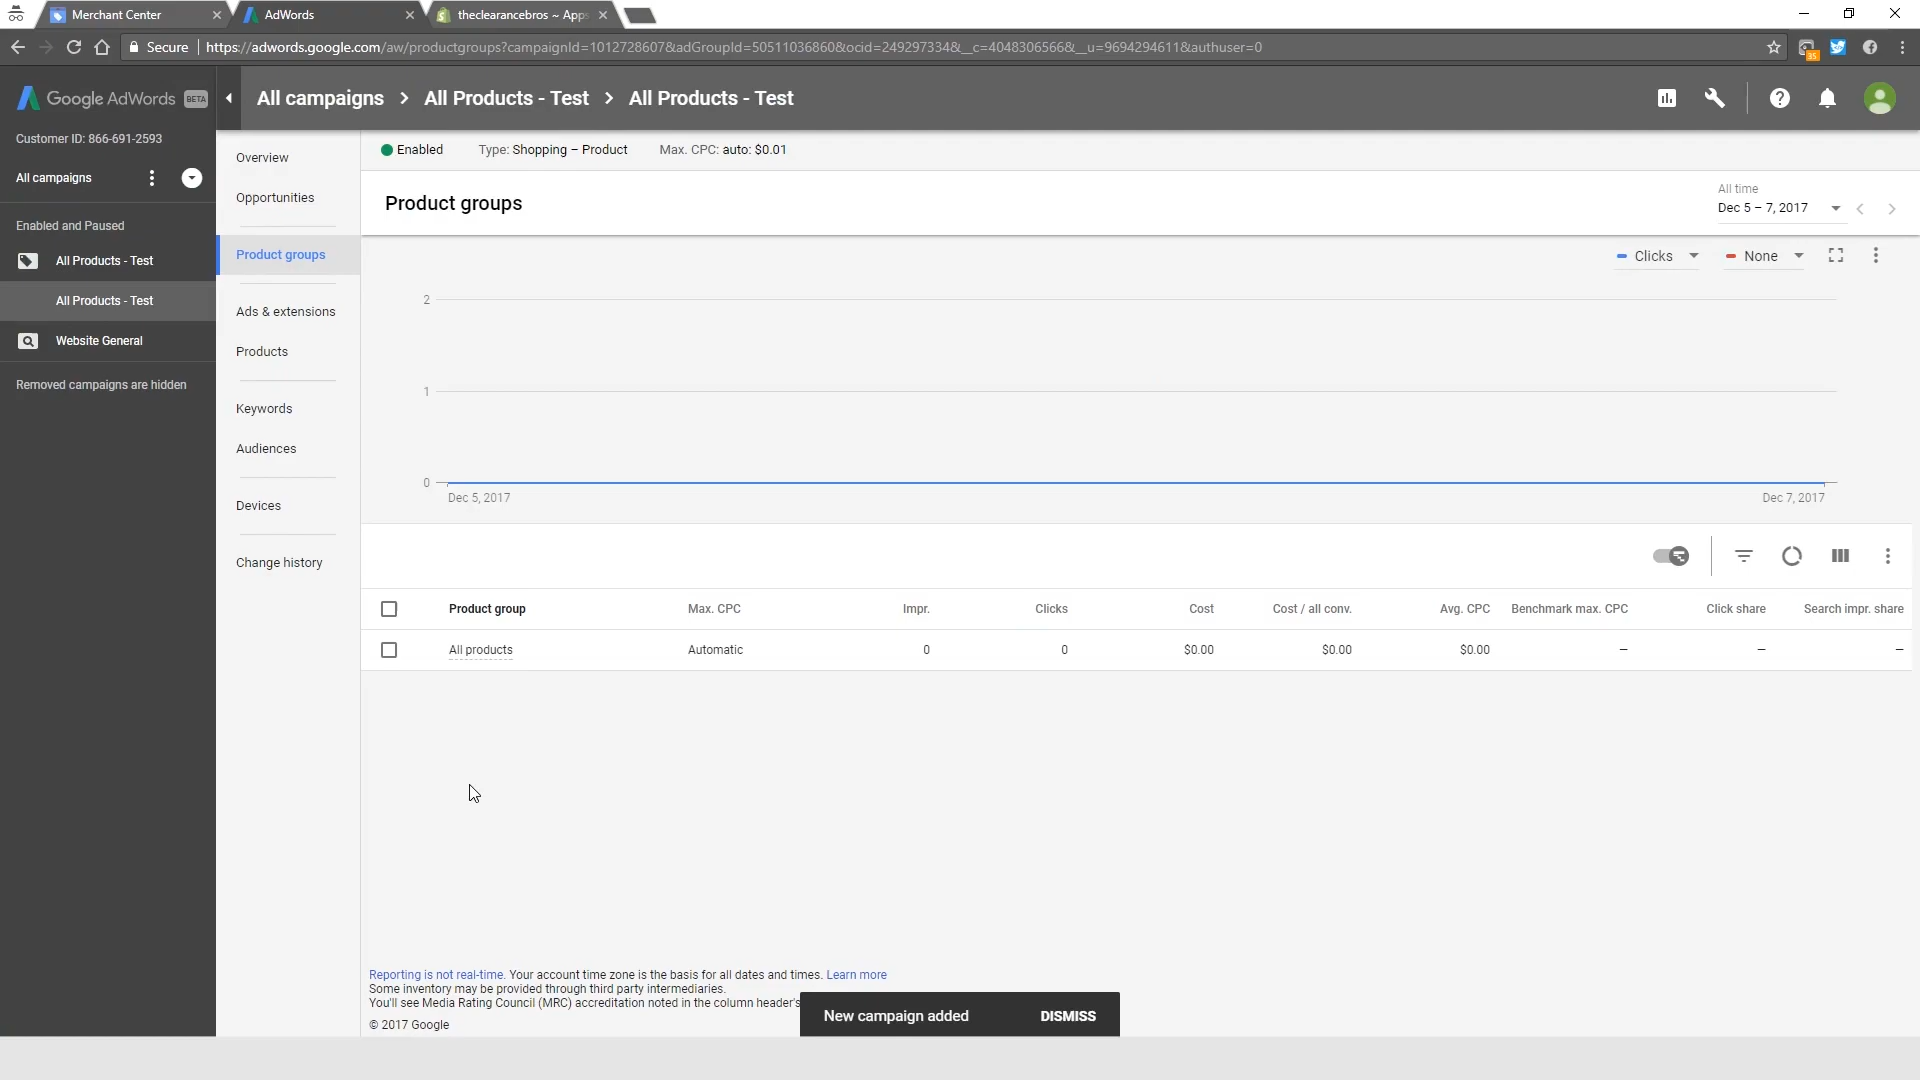 Merchant Center
AdWords
theclearancebros ~ Apps
Secure
https://adwords.google.com/aw/productgroups?campaignId=1012728607&adGroupId=50511036860&ocid=249297334&__c=4048306566&__u=9694294611&authuser=0
35
Google AdWords BETA
All campaigns > All Products - Test > All Products - Test
Customer ID: 866-691-2593
All campaigns
Enabled and Paused
All Products - Test
All Products - Test
Website General
Removed campaigns are hidden
Overview
Opportunities
Product groups
Ads & extensions
Products
Keywords
Audiences
Devices
Change history
Enabled Type: Shopping – Product Max. CPC: auto: $0.01
Product groups
All time
Dec 5 – 7, 2017
Clicks None
2
1
0
Dec 5, 2017 Dec 7, 2017
Product group Max. CPC Impr. Clicks Cost Cost / all conv. Avg. CPC Benchmark max. CPC Click share Search impr. share
All products Automatic 0 0 $0.00 $0.00 $0.00 – – –
Reporting is not real-time. Your account time zone is the basis for all dates and times. Learn more
Some inventory may be provided through third party intermediaries.
You'll see Media Rating Council (MRC) accreditation noted in the column header's
© 2017 Google
New campaign added DISMISS